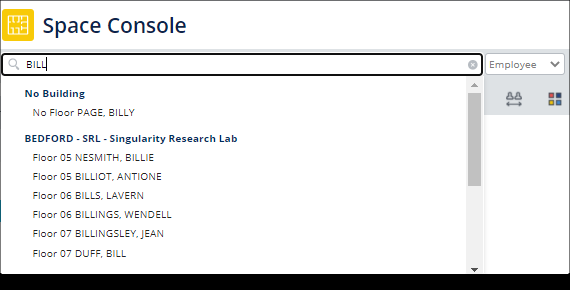 Space Console
BILL
Employee
No Building
No Floor PAGE, BILLY
BEDFORD - SRL - Singularity Research Lab
Floor 05 NESMITH, BILLIE
Floor 05 BILLIOT, ANTIONE
Floor 06 BILLS, LAVERN
Floor 06 BILLINGS, WENDELL
Floor 07 BILLINGSLEY, JEAN
Floor 07 DUFF, BILL